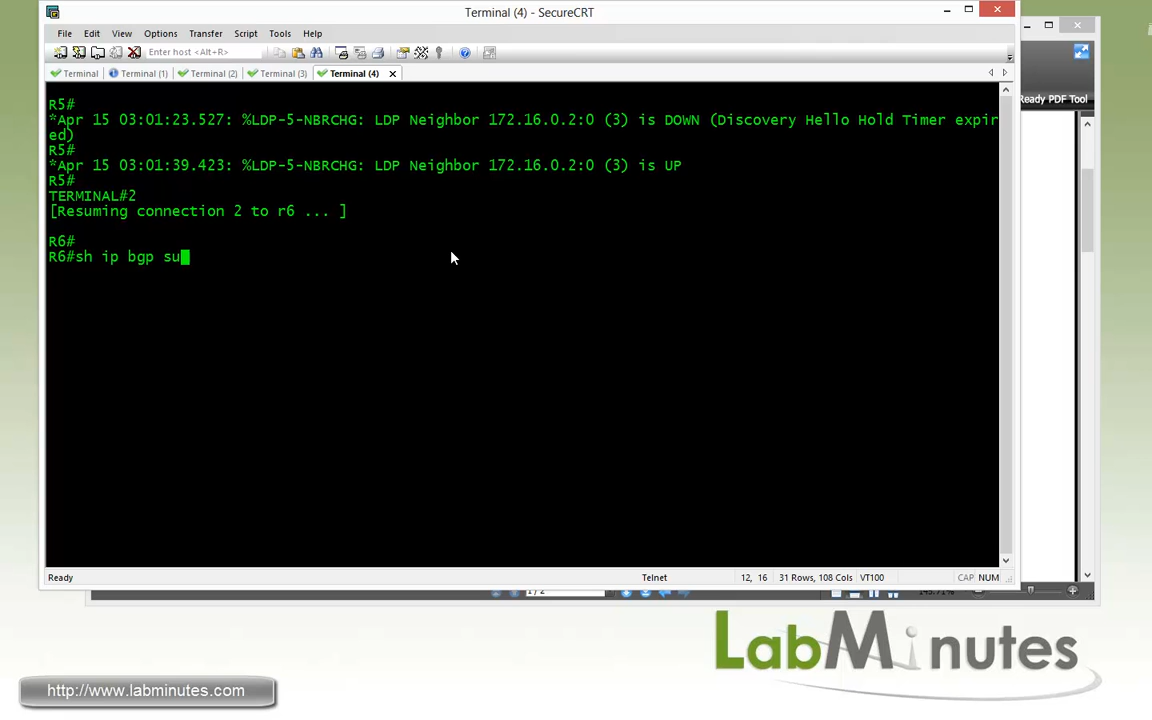 Terminal (4) - SecureCRT
File Edit View Options Transfer Script Tools Help
Enter host <Alt+R>
Terminal Terminal (1) Terminal (2) Terminal (3) Terminal (4)
Ready PDF Tool
R5#
*Apr 15 03:01:23.527: %LDP-5-NBRCHG: LDP Neighbor 172.16.0.2:0 (3) is DOWN (Discovery Hello Hold Timer expir
ed)
R5#
*Apr 15 03:01:39.423: %LDP-5-NBRCHG: LDP Neighbor 172.16.0.2:0 (3) is UP
R5#
TERMINAL#2
[Resuming connection 2 to r6 ... ]
R6#
R6#sh ip bgp su
Ready Telnet 12, 16 31 Rows, 108 Cols VT100 CAP NUM
LabMinutes
http://www.labminutes.com